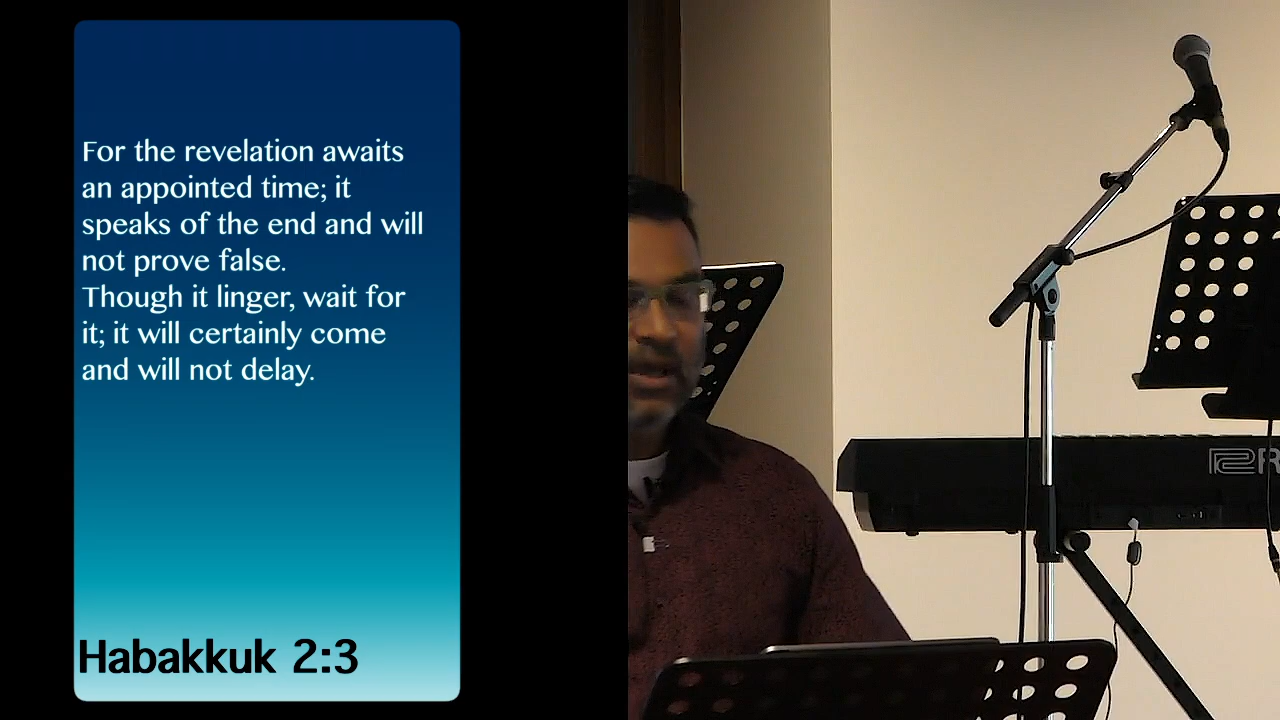 For the revelation awaits
an appointed time; it
speaks of the end and will
not prove false.
Though it linger, wait for
it; it will certainly come
and will not delay.
Habakkuk 2:3